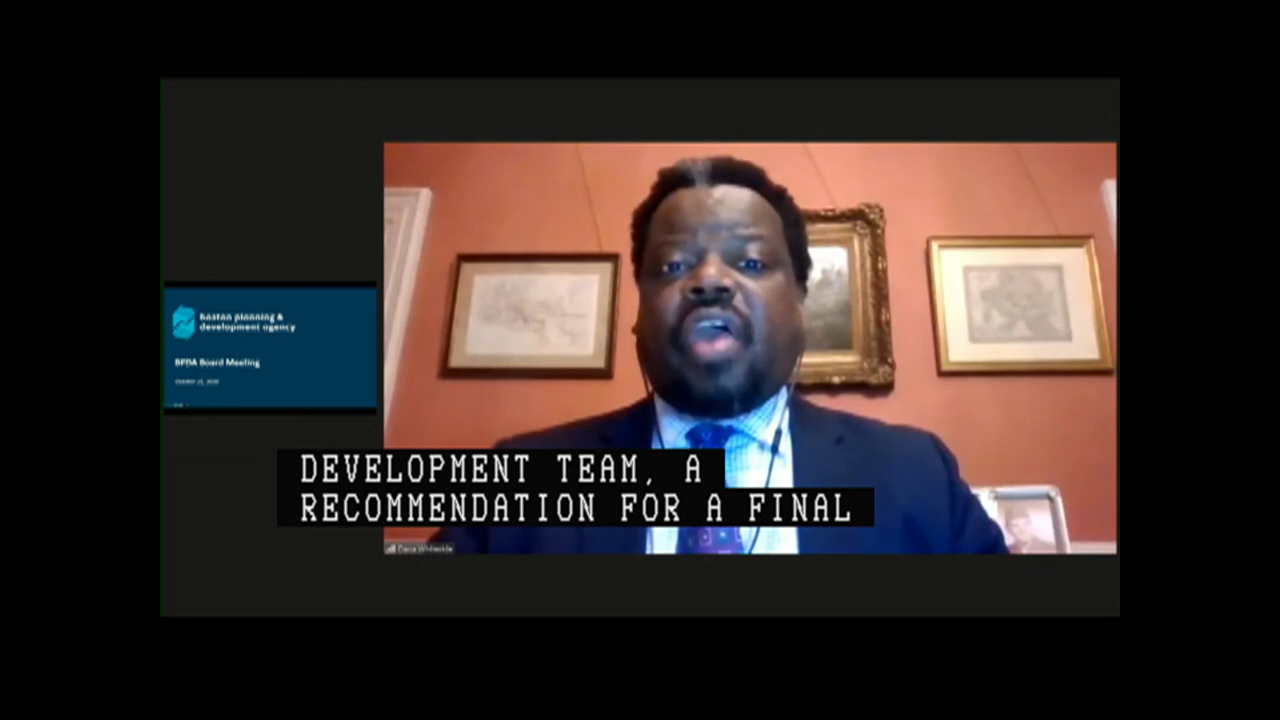 boston planning &
development agency
BPDA Board Meeting
DEVELOPMENT TEAM, A
RECOMMENDATION FOR A FINAL